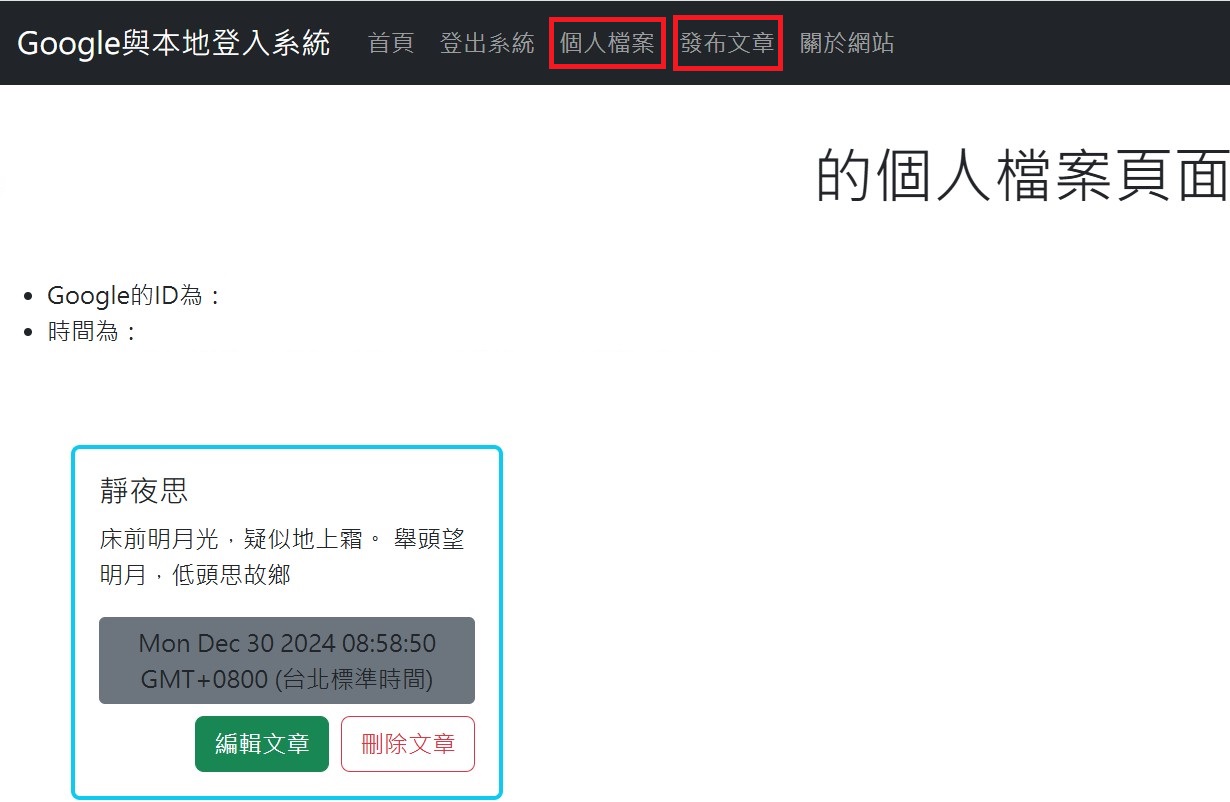 Google與本地登入系統 首頁 登出系統 個人檔案 發布文章 關於網站
的個人檔案頁面
Google的ID為：
時間為：
靜夜思
床前明月光，疑似地上霜。 舉頭望
明月，低頭思故鄉
Mon Dec 30 2024 08:58:50
GMT+0800 (台北標準時間)
編輯文章 刪除文章